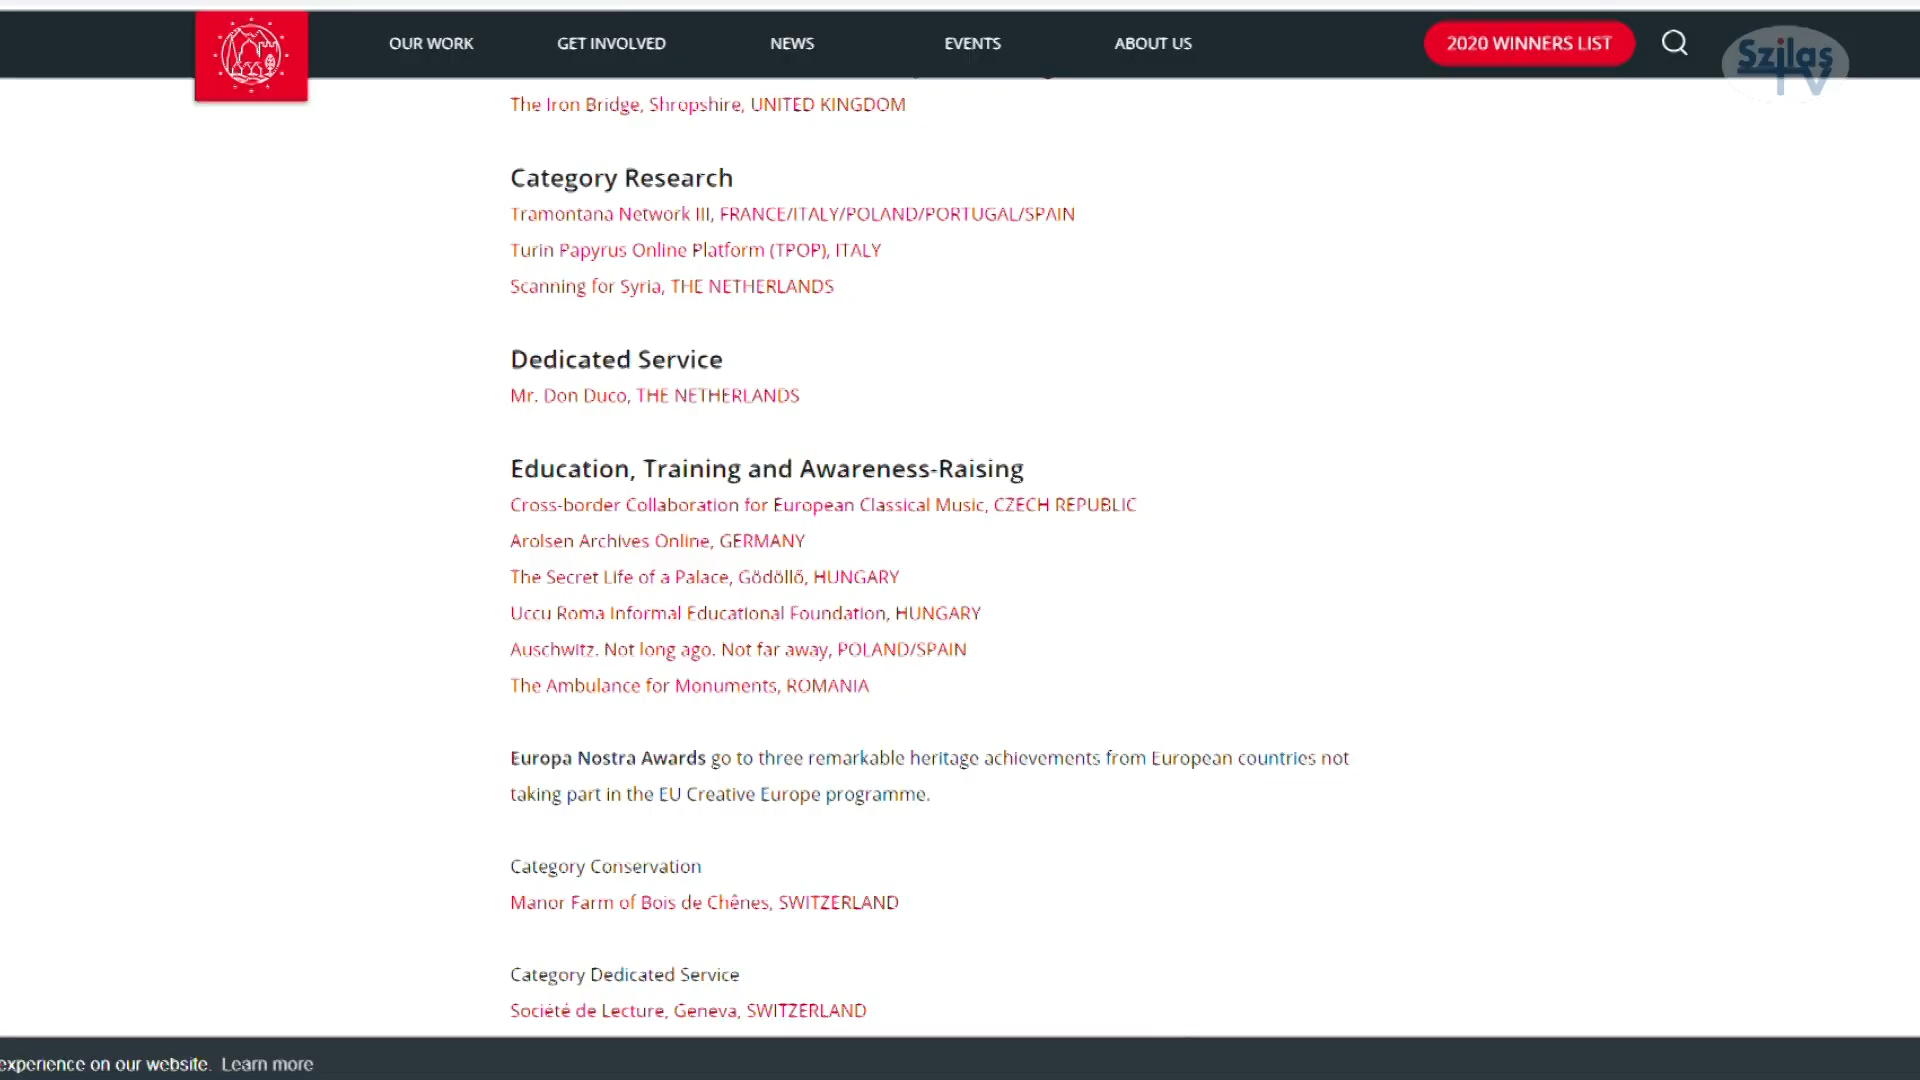 OUR WORK
GET INVOLVED
NEWS
EVENTS
ABOUT US
2020 WINNERS LIST
Szilas
TV
The Iron Bridge, Shropshire, UNITED KINGDOM
Category Research
Tramontana Network III, FRANCE/ITALY/POLAND/PORTUGAL/SPAIN
Turin Papyrus Online Platform (TPOP), ITALY
Scanning for Syria, THE NETHERLANDS
Dedicated Service
Mr. Don Duco, THE NETHERLANDS
Education, Training and Awareness-Raising
Cross-border Collaboration for European Classical Music, CZECH REPUBLIC
Arolsen Archives Online, GERMANY
The Secret Life of a Palace, Gödöllő, HUNGARY
Uccu Roma Informal Educational Foundation, HUNGARY
Auschwitz. Not long ago. Not far away, POLAND/SPAIN
The Ambulance for Monuments, ROMANIA
Europa Nostra Awards go to three remarkable heritage achievements from European countries not
taking part in the EU Creative Europe programme.
Category Conservation
Manor Farm of Bois de Chênes, SWITZERLAND
Category Dedicated Service
Société de Lecture, Geneva, SWITZERLAND
experience on our website. Learn more